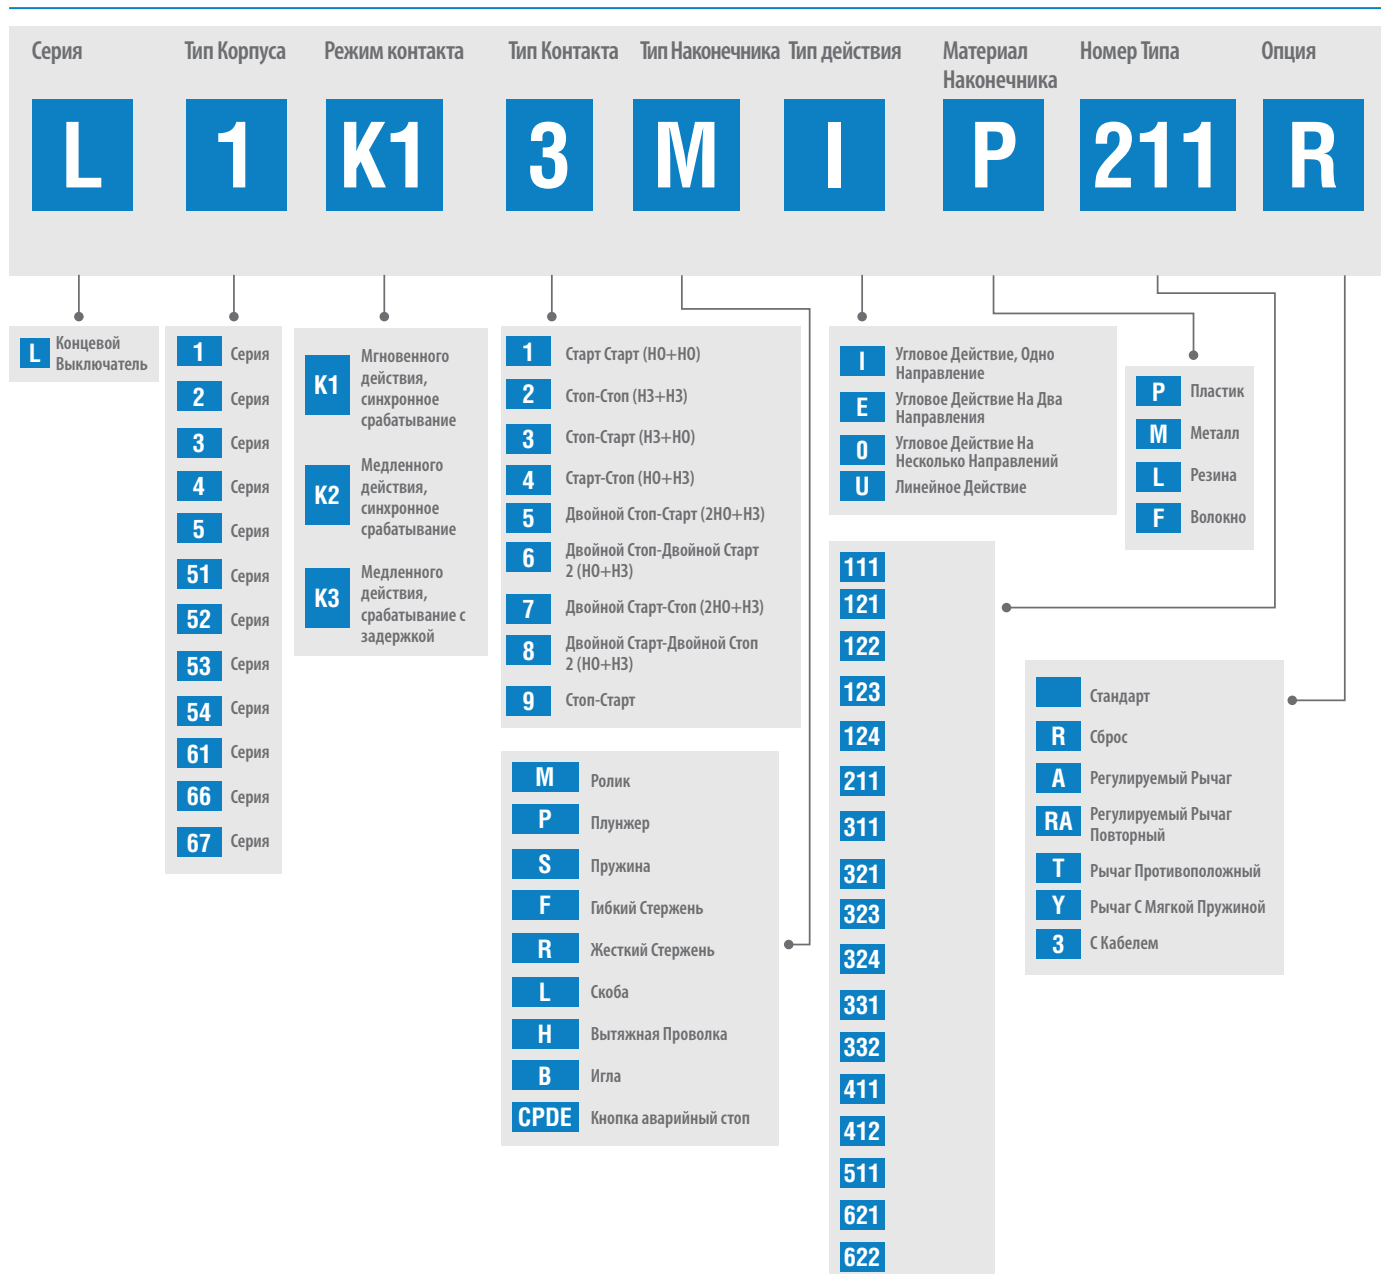 Серия
Тип Корпуса
Режим контакта
Тип Контакта
Тип Наконечника
Тип действия
Материал
Наконечника
Номер Типа
Опция
L
1
K1
3
M
I
P
211
R
L
Концевой
Выключатель
1 Серия
2 Серия
3 Серия
4 Серия
5 Серия
51 Серия
52 Серия
53 Серия
54 Серия
61 Серия
66 Серия
67 Серия
K1
Мгновенного
действия,
синхронное
срабатывание
K2
Медленного
действия,
синхронное
срабатывание
K3
Медленного
действия,
срабатывание с
задержкой
1 Старт Старт (НО+НО)
2 Стоп-Стоп (НЗ+НЗ)
3 Стоп-Старт (НЗ+НО)
4 Старт-Стоп (НО+НЗ)
5 Двойной Стоп-Старт (2НО+НЗ)
6 Двойной Стоп-Двойной Старт
2 (НО+НЗ)
7 Двойной Старт-Стоп (2НО+НЗ)
8 Двойной Старт-Двойной Стоп
2 (НО+НЗ)
9 Стоп-Старт
M Ролик
P Плунжер
S Пружина
F Гибкий Стержень
R Жесткий Стержень
L Скоба
H Вытяжная Проволка
B Игла
CPDE Кнопка аварийный стоп
I Угловое Действие, Одно
Направление
E Угловое Действие На Два
Направления
0 Угловое Действие На
Несколько Направлений
U Линейное Действие
P Пластик
M Металл
L Резина
F Волокно
111
121
122
123
124
211
311
321
323
324
331
332
411
412
511
621
622
Стандарт
R Сброс
A Регулируемый Рычаг
RA Регулируемый Рычаг
Повторный
T Рычаг Противоположный
Y Рычаг С Мягкой Пружиной
3 С Кабелем